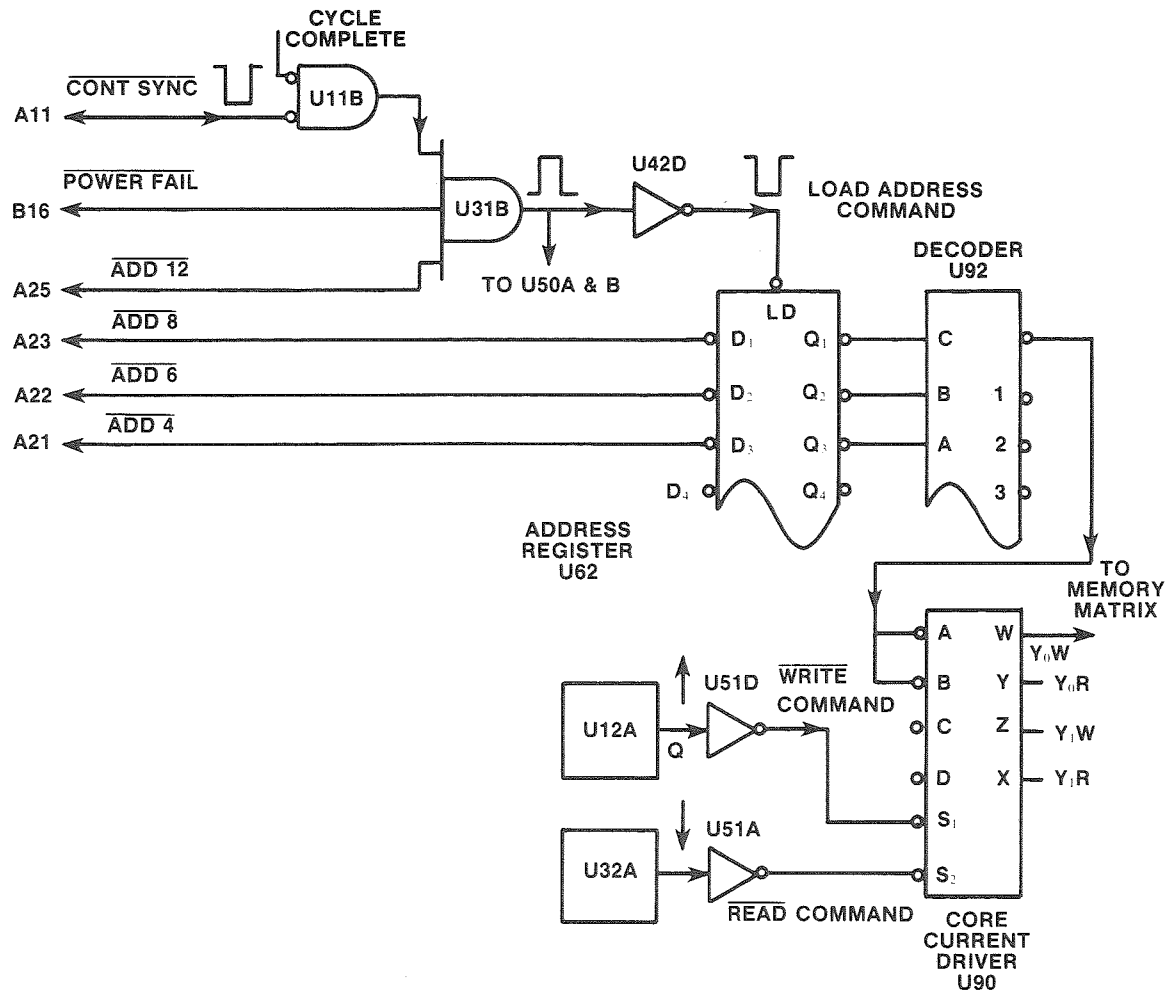 CYCLE
COMPLETE
CONT SYNC
A11
U11B
POWER FAIL
B16
U31B
U42D
LOAD ADDRESS
COMMAND
ADD 12
A25
TO U50A & B
DECODER
U92
LD
ADD 8
A23
D₁ Q₁
C
ADD 6
A22
D₂ Q₂
B 1
ADD 4
A21
D₃ Q₃
A 2
D₄ Q₄
3
ADDRESS
REGISTER
U62
TO
MEMORY
MATRIX
A W
Y₀W
U12A
Q
U51D
WRITE
COMMAND
B Y Y₀R
C Z Y₁W
D X Y₁R
S₁
U32A
U51A
S₂
READ COMMAND
CORE
CURRENT
DRIVER
U90